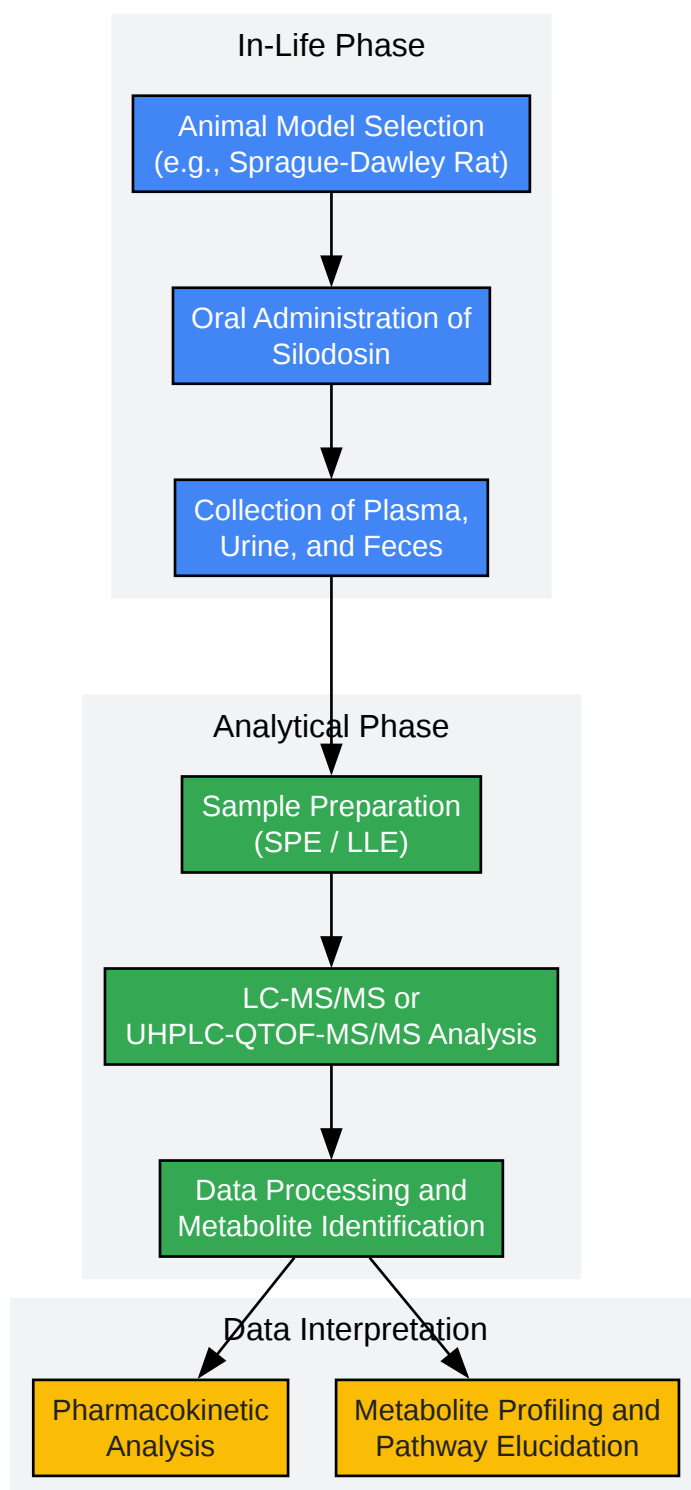 In-Life Phase
Animal Model Selection
(e.g., Sprague-Dawley Rat)
Oral Administration of
Silodosin
Collection of Plasma,
Urine, and Feces
Analytical Phase
Sample Preparation
(SPE / LLE)
LC-MS/MS or
UHPLC-QTOF-MS/MS Analysis
Data Processing and
Metabolite Identification
Data Interpretation
Pharmacokinetic
Analysis
Metabolite Profiling and
Pathway Elucidation